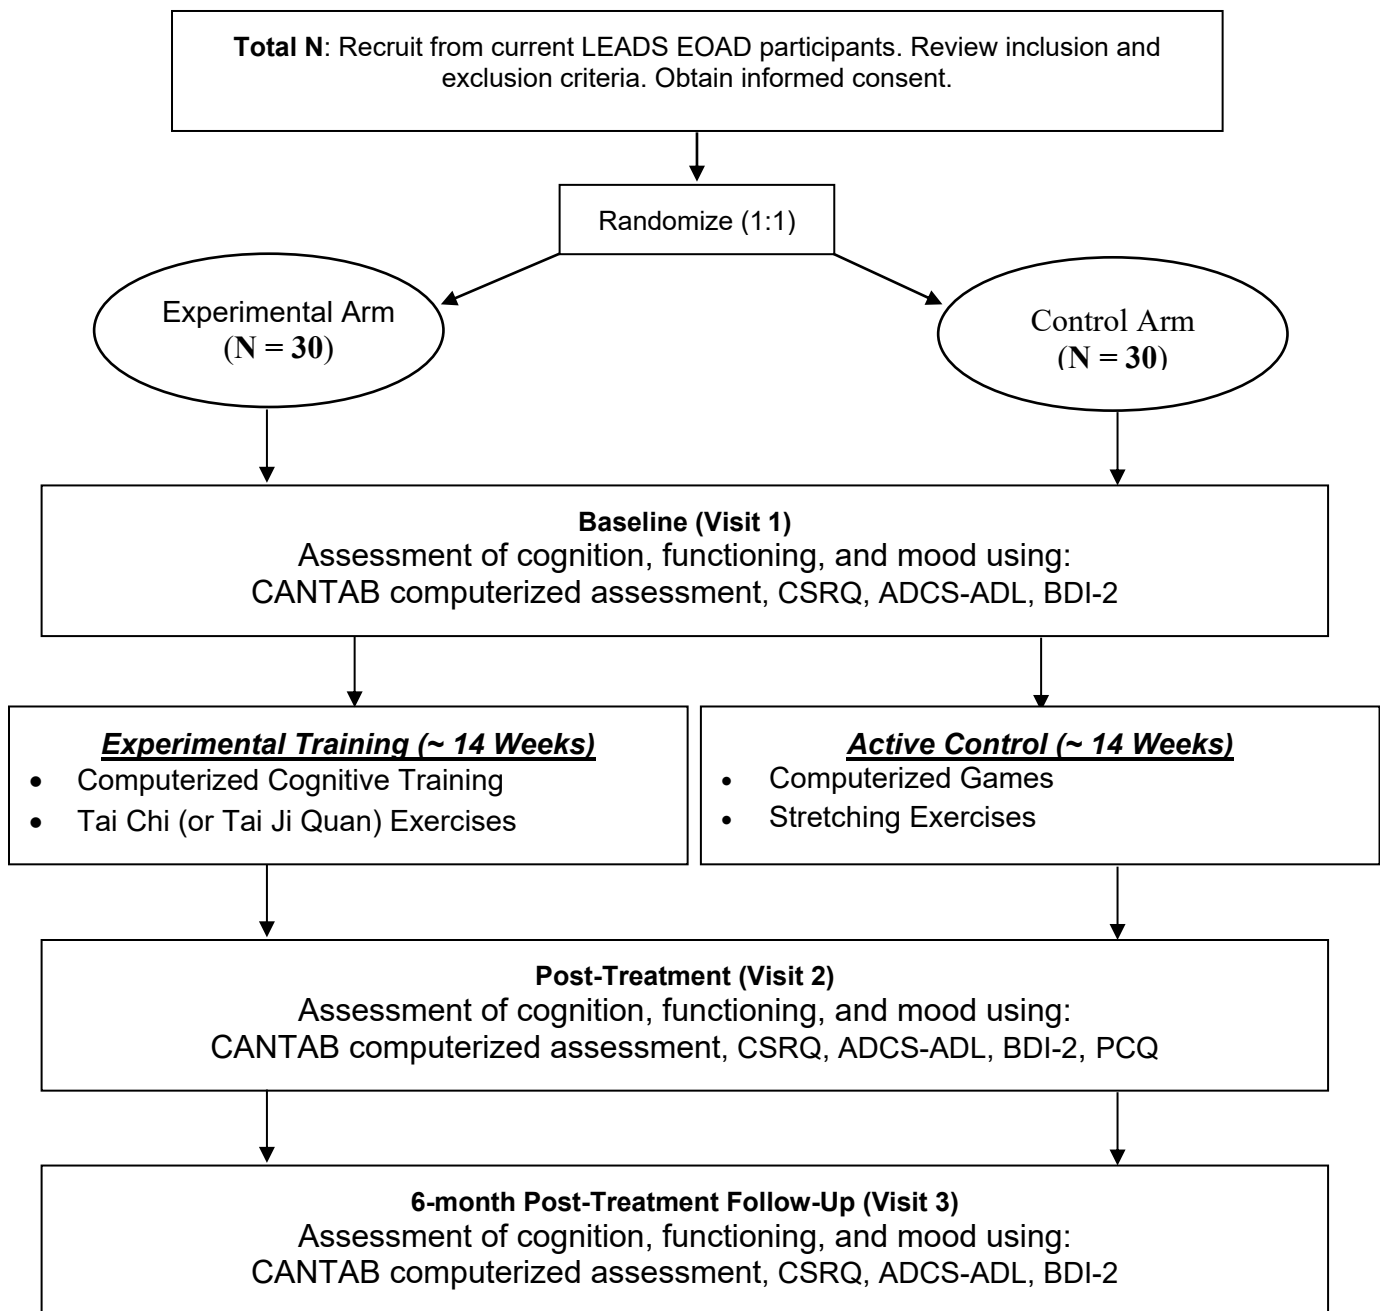 Total N: Recruit from current LEADS EOAD participants. Review inclusion and
exclusion criteria. Obtain informed consent.
Randomize (1:1)
Experimental Arm
(N = 30)
Control Arm
(N = 30)
Baseline (Visit 1)
Assessment of cognition, functioning, and mood using:
CANTAB computerized assessment, CSRQ, ADCS-ADL, BDI-2
Experimental Training (~ 14 Weeks)
• Computerized Cognitive Training
• Tai Chi (or Tai Ji Quan) Exercises
Active Control (~ 14 Weeks)
• Computerized Games
• Stretching Exercises
Post-Treatment (Visit 2)
Assessment of cognition, functioning, and mood using:
CANTAB computerized assessment, CSRQ, ADCS-ADL, BDI-2, PCQ
6-month Post-Treatment Follow-Up (Visit 3)
Assessment of cognition, functioning, and mood using:
CANTAB computerized assessment, CSRQ, ADCS-ADL, BDI-2